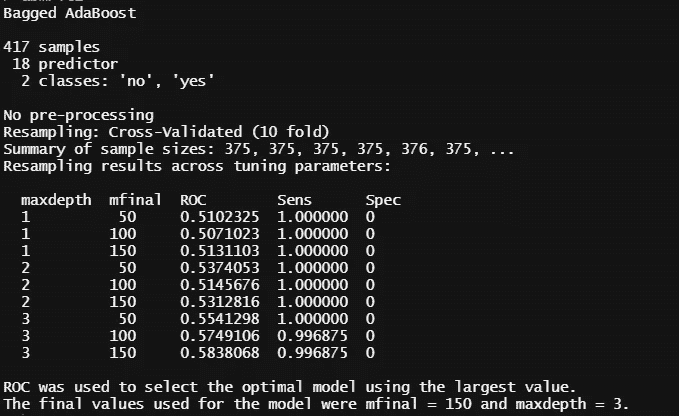 Bagged AdaBoost
417 samples
18 predictor
2 classes: 'no', 'yes'
No pre-processing
Resampling: Cross-Validated (10 fold)
Summary of sample sizes: 375, 375, 375, 375, 376, 375, ...
Resampling results across tuning parameters:
maxdepth mfinal ROC Sens Spec
1 50 0.5102325 1.000000 0
1 100 0.5071023 1.000000 0
1 150 0.5131103 1.000000 0
2 50 0.5374053 1.000000 0
2 100 0.5145676 1.000000 0
2 150 0.5312816 1.000000 0
3 50 0.5541298 1.000000 0
3 100 0.5749106 0.996875 0
3 150 0.5838068 0.996875 0
ROC was used to select the optimal model using the largest value.
The final values used for the model were mfinal = 150 and maxdepth = 3.